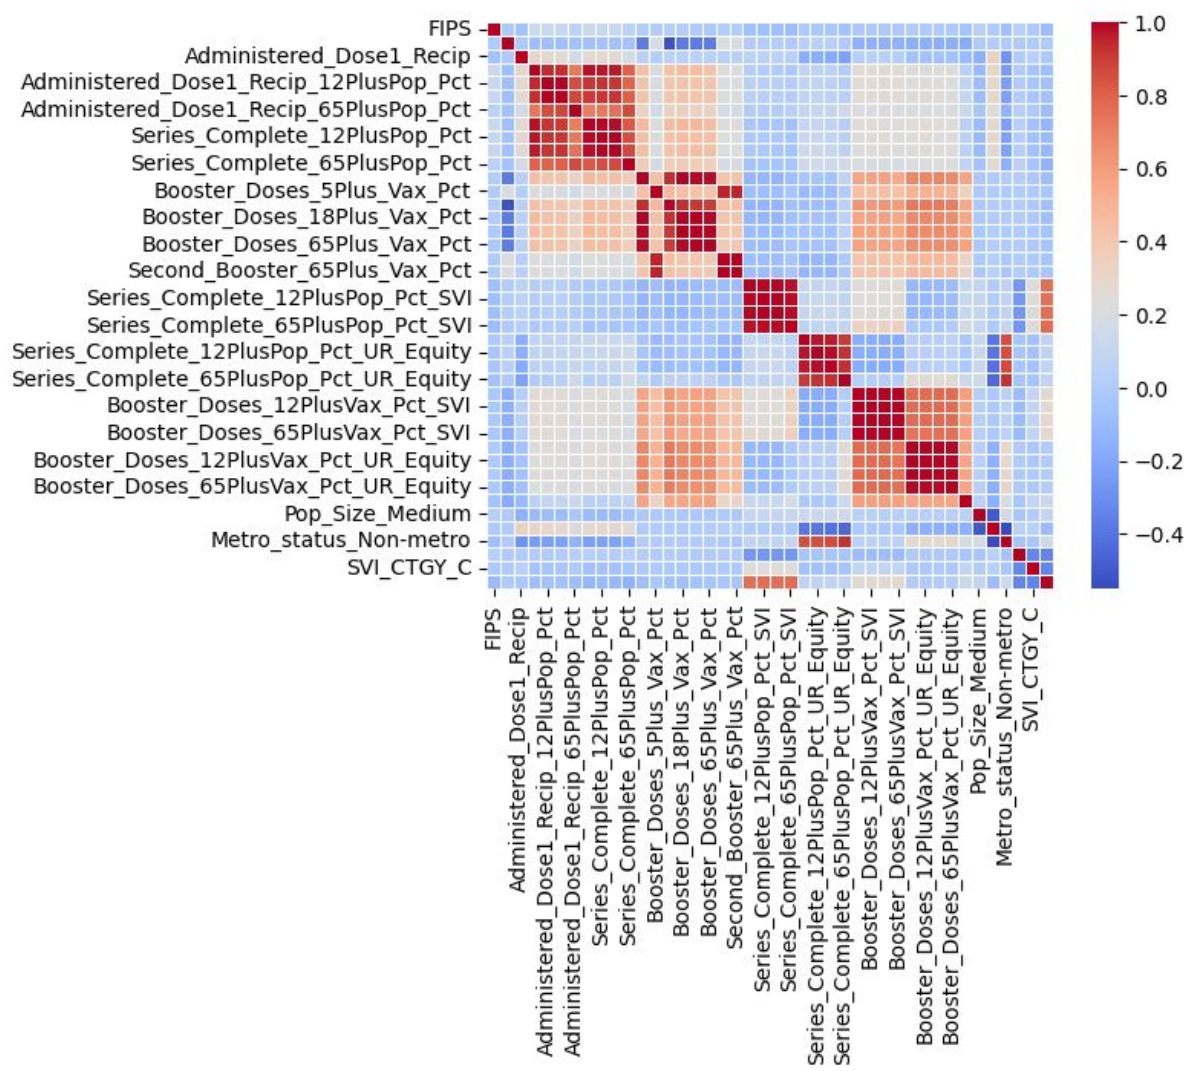 FIPS
Administered_Dose1_Recip
Administered_Dose1_Recip_12PlusPop_Pct
Administered_Dose1_Recip_65PlusPop_Pct
Series_Complete_12PlusPop_Pct
Series_Complete_65PlusPop_Pct
Booster_Doses_5Plus_Vax_Pct
Booster_Doses_18Plus_Vax_Pct
Booster_Doses_65Plus_Vax_Pct
Second_Booster_65Plus_Vax_Pct
Series_Complete_12PlusPop_Pct_SVI
Series_Complete_65PlusPop_Pct_SVI
Series_Complete_12PlusPop_Pct_UR_Equity
Series_Complete_65PlusPop_Pct_UR_Equity
Booster_Doses_12PlusVax_Pct_SVI
Booster_Doses_65PlusVax_Pct_SVI
Booster_Doses_12PlusVax_Pct_UR_Equity
Booster_Doses_65PlusVax_Pct_UR_Equity
Pop_Size_Medium
Metro_status_Non-metro
SVI_CTGY_C
1.0
0.8
0.6
0.4
0.2
0.0
−0.2
−0.4
FIPS
Administered_Dose1_Recip
Administered_Dose1_Recip_12PlusPop_Pct
Administered_Dose1_Recip_65PlusPop_Pct
Series_Complete_12PlusPop_Pct
Series_Complete_65PlusPop_Pct
Booster_Doses_5Plus_Vax_Pct
Booster_Doses_18Plus_Vax_Pct
Booster_Doses_65Plus_Vax_Pct
Second_Booster_65Plus_Vax_Pct
Series_Complete_12PlusPop_Pct_SVI
Series_Complete_65PlusPop_Pct_SVI
Series_Complete_12PlusPop_Pct_UR_Equity
Series_Complete_65PlusPop_Pct_UR_Equity
Booster_Doses_12PlusVax_Pct_SVI
Booster_Doses_65PlusVax_Pct_SVI
Booster_Doses_12PlusVax_Pct_UR_Equity
Booster_Doses_65PlusVax_Pct_UR_Equity
Pop_Size_Medium
Metro_status_Non-metro
SVI_CTGY_C